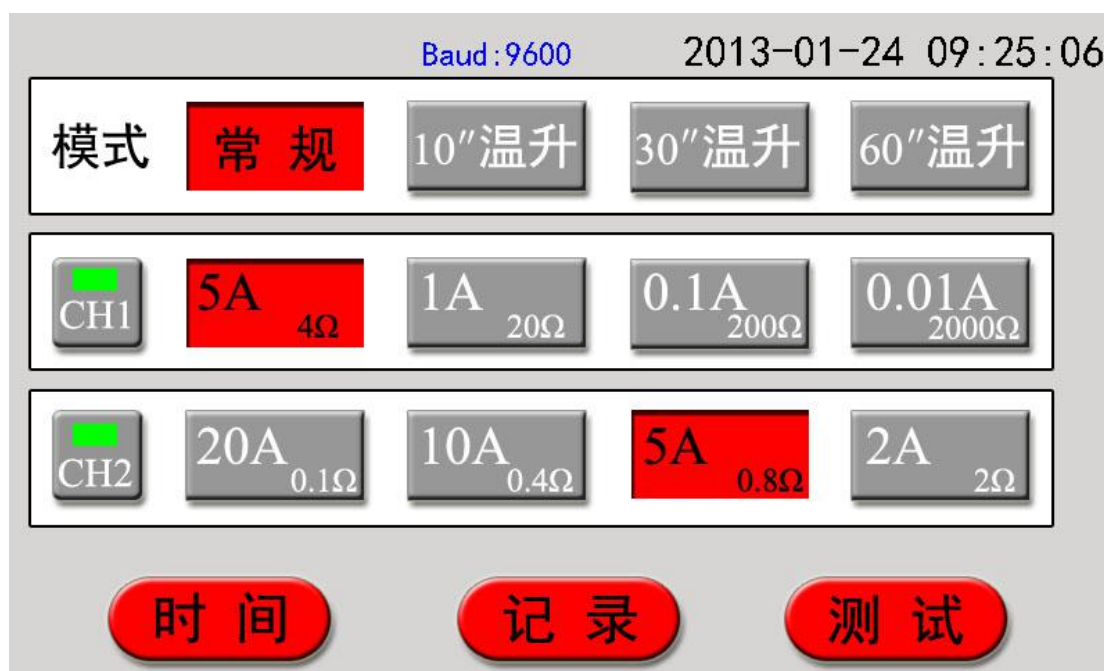 Baud:9600 2013-01-24 09:25:06
模式 常 规 10″温升 30″温升 60″温升
CH1 5A 4Ω 1A 20Ω 0.1A 200Ω 0.01A 2000Ω
CH2 20A 0.1Ω 10A 0.4Ω 5A 0.8Ω 2A 2Ω
时 间 记 录 测 试